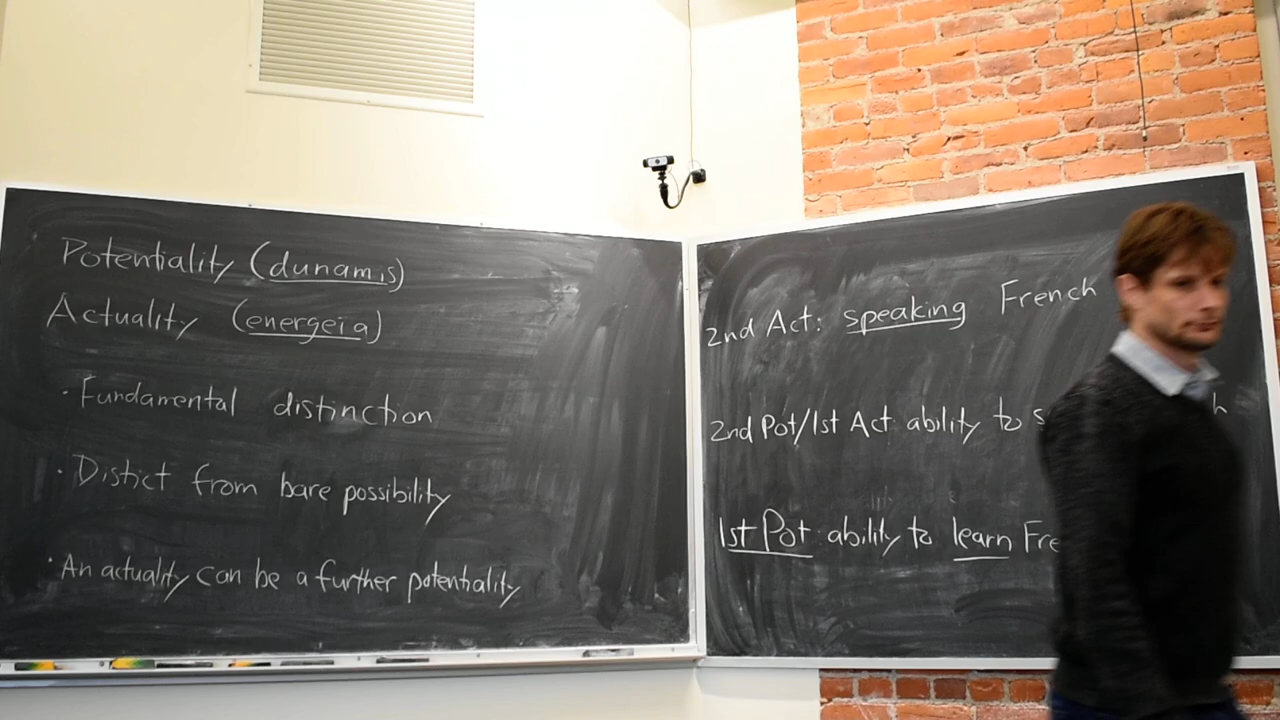 Potentiality (dunamis)
Actuality (energeia)
· Fundamental distinction
· Distict from bare possibility
· An actuality can be a further potentiality
2nd Act: speaking French
2nd Pot/1st Act: ability to s h
1st Pot: ability to learn Fre